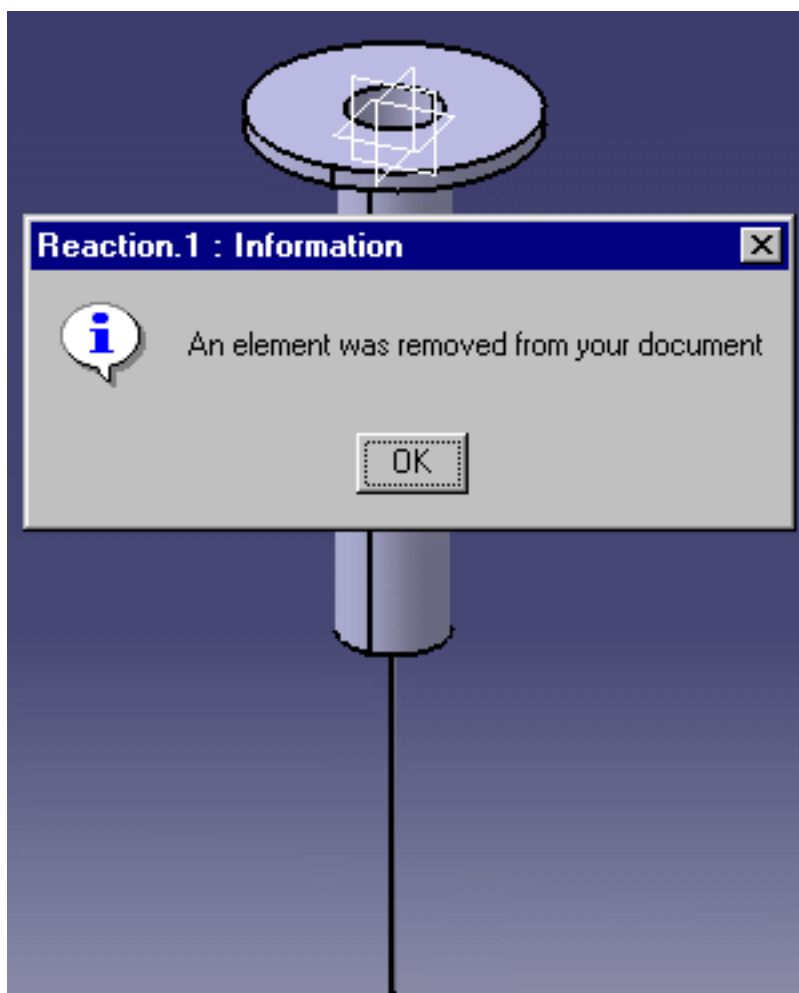 Reaction.1 : Information
An element was removed from your document
OK